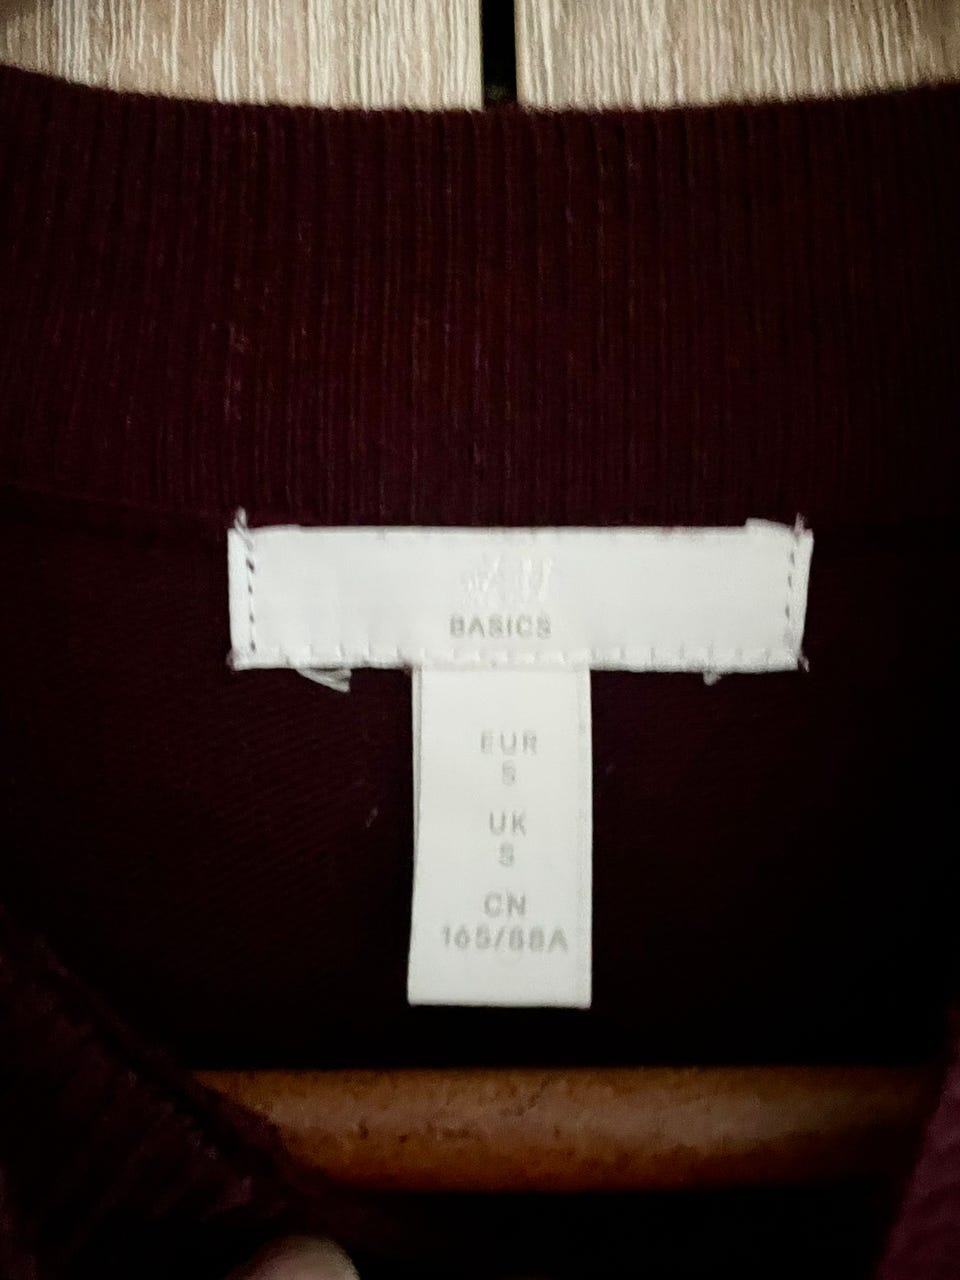 H&M
BASICS
EUR
S
UK
S
CN
165/88A